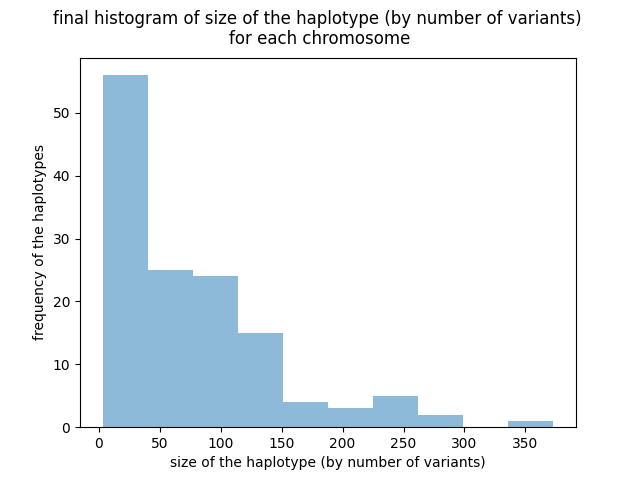 final histogram of size of the haplotype (by number of variants)
for each chromosome
frequency of the haplotypes
50
40
30
20
10
0
0 50 100 150 200 250 300 350
size of the haplotype (by number of variants)